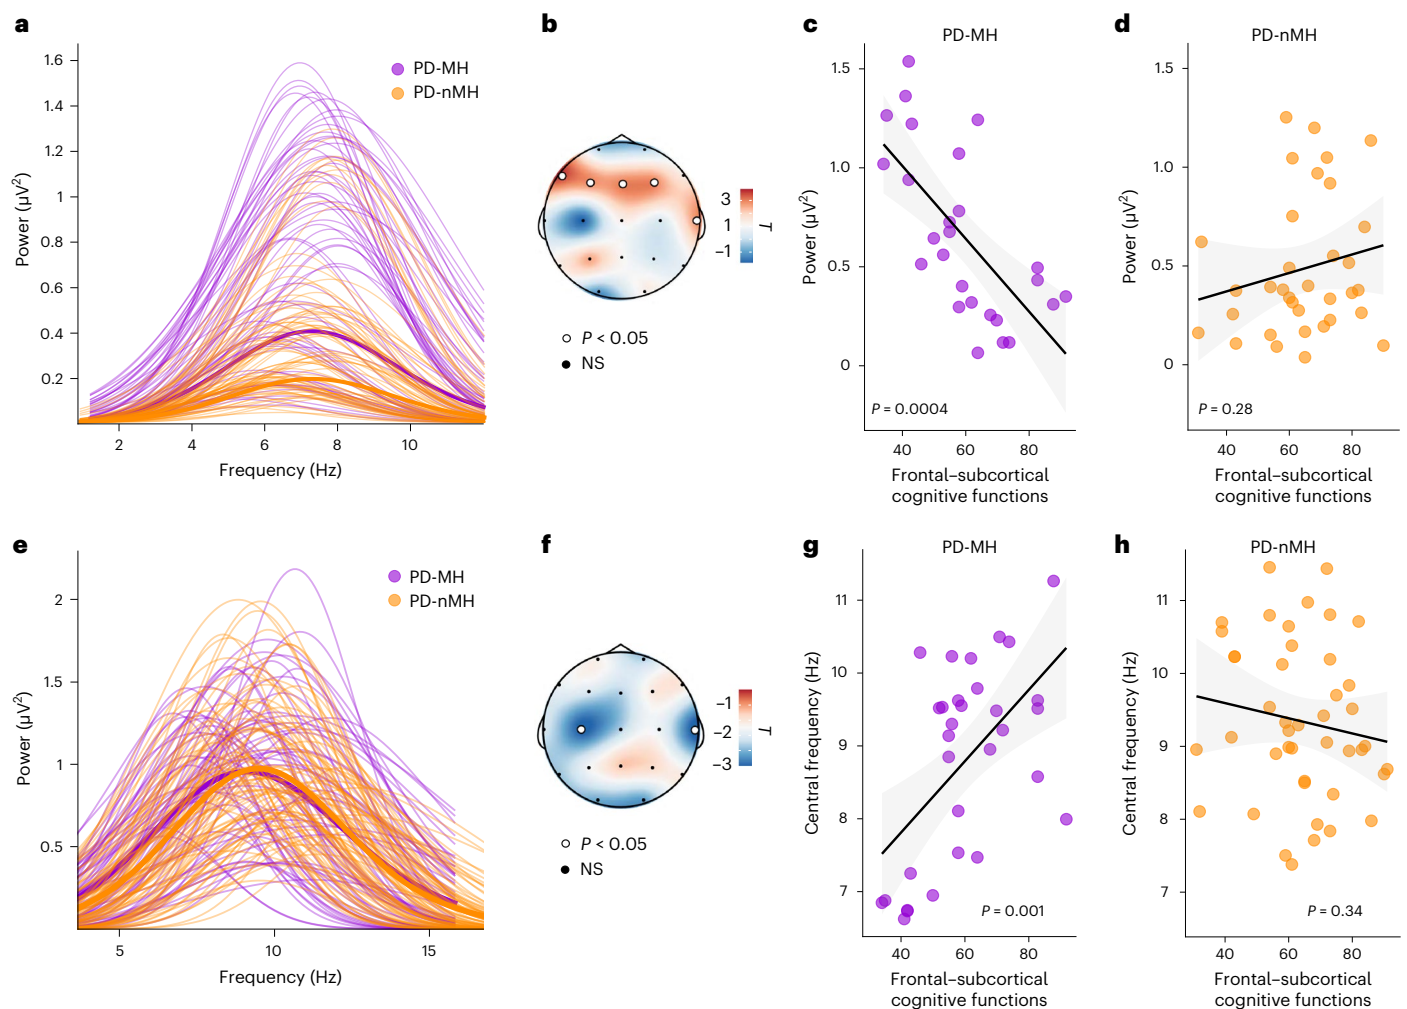 a
PD-MH
PD-nMH
Power (µV²)
1.6
1.4
1.2
1
0.8
0.6
0.4
0.2
2
4
6
8
10
Frequency (Hz)
b
3
1
−1
T
P < 0.05
NS
c
PD-MH
Power (µV²)
1.5
1.0
0.5
0
P = 0.0004
40
60
80
Frontal–subcortical
cognitive functions
d
PD-nMH
Power (µV²)
1.5
1.0
0.5
0
P = 0.28
40
60
80
Frontal–subcortical
cognitive functions
e
PD-MH
PD-nMH
Power (µV²)
2
1.5
1
0.5
5
10
15
Frequency (Hz)
f
−1
−2
−3
T
P < 0.05
NS
g
PD-MH
Central frequency (Hz)
11
10
9
8
7
P = 0.001
40
60
80
Frontal–subcortical
cognitive functions
h
PD-nMH
Central frequency (Hz)
11
10
9
8
7
P = 0.34
40
60
80
Frontal–subcortical
cognitive functions